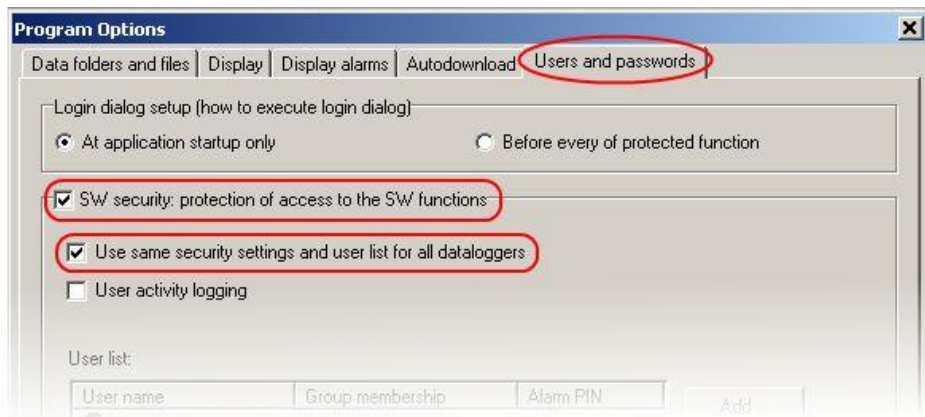 Program Options
Data folders and files Display Display alarms Autodownload Users and passwords
Login dialog setup (how to execute login dialog)
At application startup only Before every of protected function
SW security: protection of access to the SW functions
Use same security settings and user list for all dataloggers
User activity logging
User list:
User name Group membership Alarm PIN Add